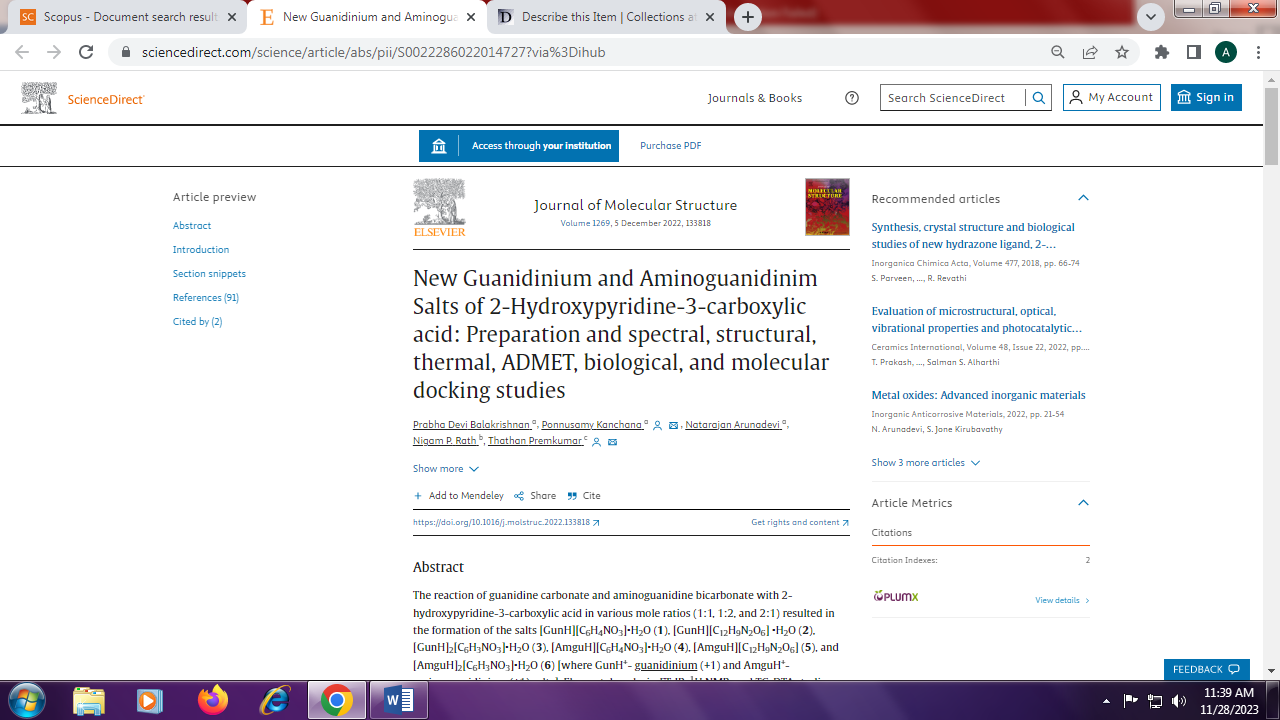 Scopus - Document search result
New Guanidinium and Aminogua
Describe this Item | Collections a
sciencedirect.com/science/article/abs/pii/S0022286022014727?via%3Dihub
A
ScienceDirect
Journals & Books
Search ScienceDirect
My Account
Sign in
Access through your institution
Purchase PDF
Article preview
Abstract
Introduction
Section snippets
References (91)
Cited by (2)
ELSEVIER
Journal of Molecular Structure
Volume 1269, 5 December 2022, 133818
MOLECULAR STRUCTURE
New Guanidinium and Aminoguanidinim
Salts of 2-Hydroxypyridine-3-carboxylic
acid: Preparation and spectral, structural,
thermal, ADMET, biological, and molecular
docking studies
Prabha Devi Balakrishnan a, Ponnusamy Kanchana a, Natarajan Arunadevi a,
Nigam P. Rath b, Thathan Premkumar c
Show more
Add to Mendeley Share Cite
https://doi.org/10.1016/j.molstruc.2022.133818
Get rights and content
Abstract
The reaction of guanidine carbonate and aminoguanidine bicarbonate with 2-
hydroxypyridine-3-carboxylic acid in various mole ratios (1:1, 1:2, and 2:1) resulted in
the formation of the salts [GunH][C₆H₄NO₃]•H₂O (1), [GunH][C₁₂H₉N₂O₆] •H₂O (2),
[GunH]₂[C₆H₃NO₃]•H₂O (3), [AmguH][C₆H₄NO₃]•H₂O (4), [AmguH][C₁₂H₉N₂O₆] (5), and
[AmguH]₂[C₆H₃NO₃]•H₂O (6) [where GunH⁺- guanidinium (+1) and AmguH⁺-
Recommended articles
Synthesis, crystal structure and biological
studies of new hydrazone ligand, 2-…
Inorganica Chimica Acta, Volume 477, 2018, pp. 66-74
S. Parveen, …, R. Revathi
Evaluation of microstructural, optical,
vibrational properties and photocatalytic…
Ceramics International, Volume 48, Issue 22, 2022, pp.…
T. Prakash, …, Salman S. Alharthi
Metal oxides: Advanced inorganic materials
Inorganic Anticorrosive Materials, 2022, pp. 21-54
N. Arunadevi, S. Jone Kirubavathy
Show 3 more articles
Article Metrics
Citations
Citation Indexes: 2
PLUMX
View details
FEEDBACK
11:39 AM
11/28/2023